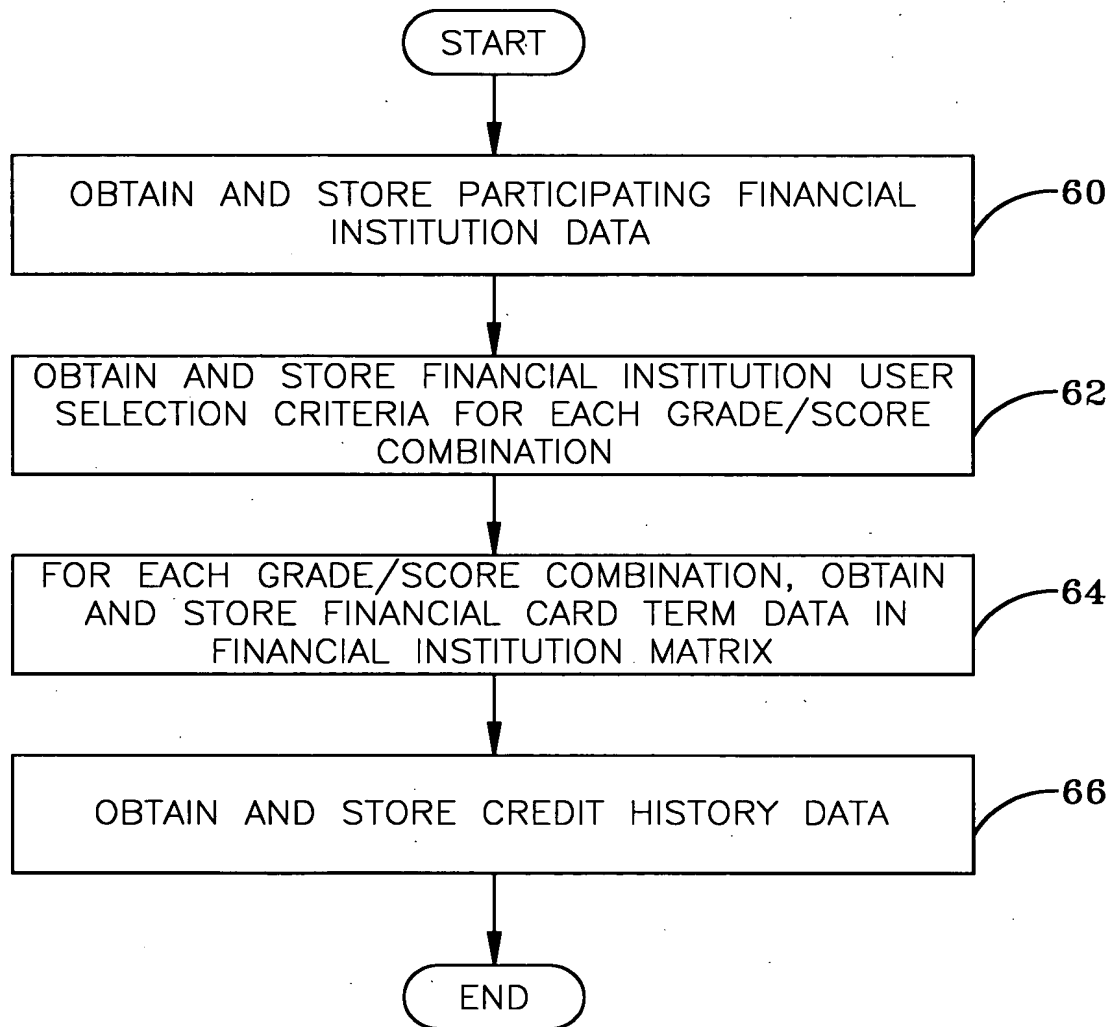 START
OBTAIN AND STORE PARTICIPATING FINANCIAL
INSTITUTION DATA
60
OBTAIN AND STORE FINANCIAL INSTITUTION USER
SELECTION CRITERIA FOR EACH GRADE/SCORE
COMBINATION
62
FOR EACH GRADE/SCORE COMBINATION, OBTAIN
AND STORE FINANCIAL CARD TERM DATA IN
FINANCIAL INSTITUTION MATRIX
64
OBTAIN AND STORE CREDIT HISTORY DATA
66
END